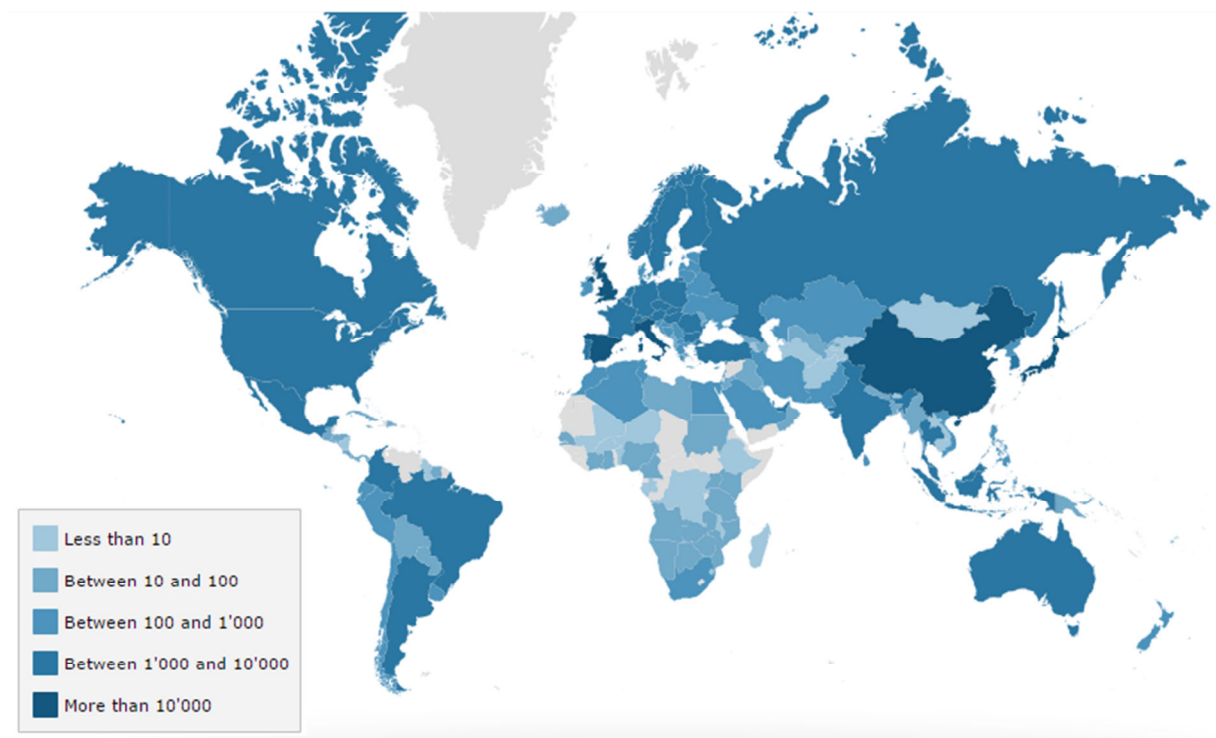 Less than 10
Between 10 and 100
Between 100 and 1'000
Between 1'000 and 10'000
More than 10'000